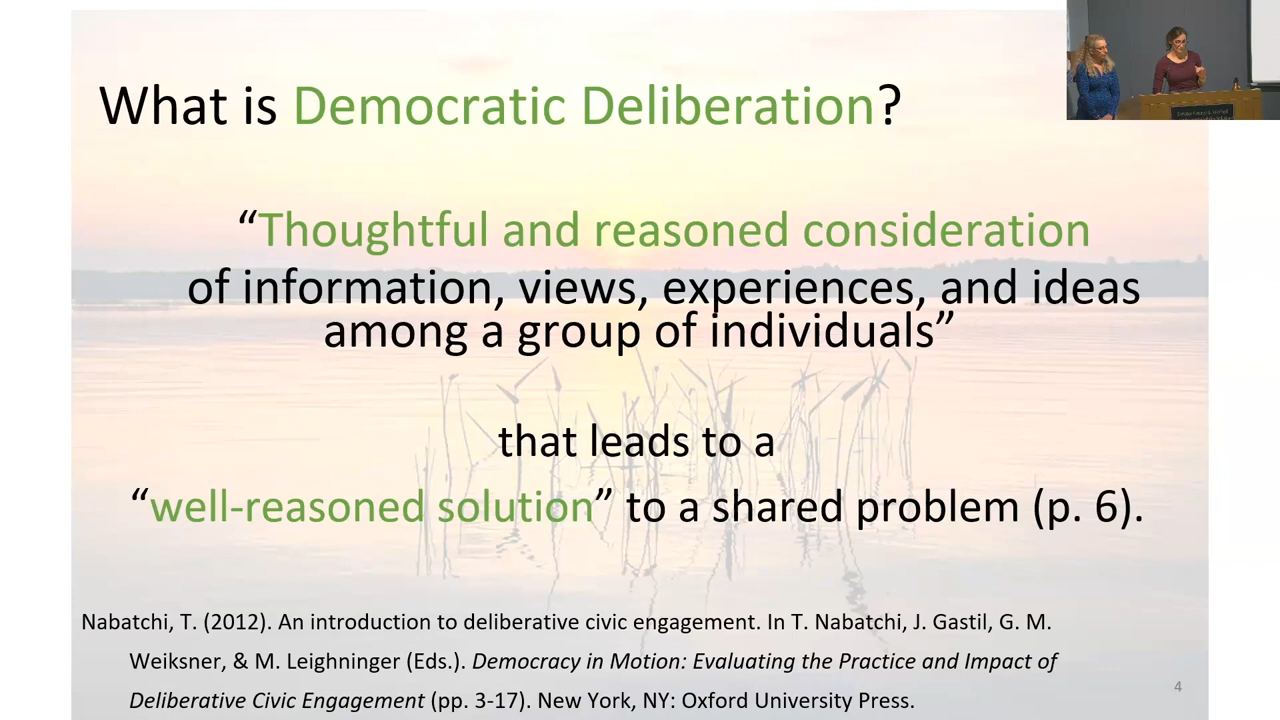 What is Democratic Deliberation?
“Thoughtful and reasoned consideration
of information, views, experiences, and ideas
among a group of individuals”
that leads to a
“well-reasoned solution” to a shared problem (p. 6).
Nabatchi, T. (2012). An introduction to deliberative civic engagement. In T. Nabatchi, J. Gastil, G. M.
Weiksner, & M. Leighninger (Eds.). Democracy in Motion: Evaluating the Practice and Impact of
Deliberative Civic Engagement (pp. 3-17). New York, NY: Oxford University Press.
4